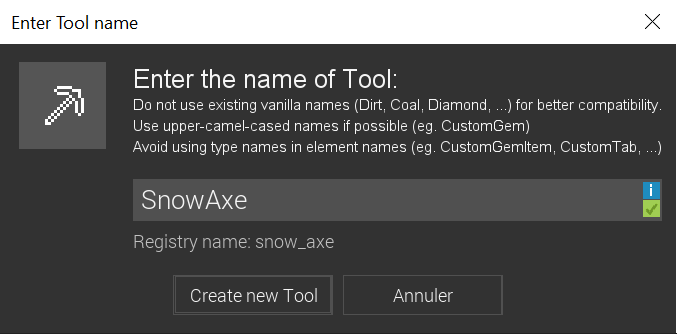 Enter Tool name
Enter the name of Tool:
Do not use existing vanilla names (Dirt, Coal, Diamond, ...) for better compatibility.
Use upper-camel-cased names if possible (eg. CustomGem)
Avoid using type names in element names (eg. CustomGemItem, CustomTab, ...)
SnowAxe
Registry name: snow_axe
Create new Tool
Annuler